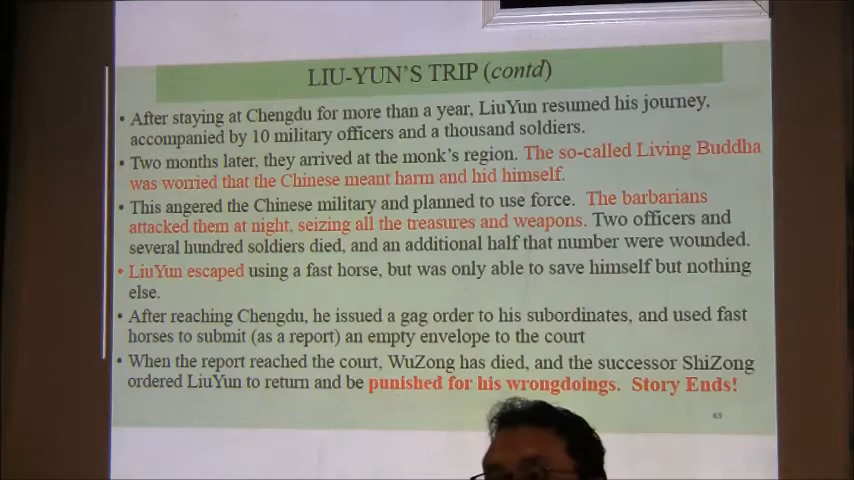 LIU-YUN'S TRIP (contd)
• After staying at Chengdu for more than a year, LiuYun resumed his journey,
accompanied by 10 military officers and a thousand soldiers.
• Two months later, they arrived at the monk's region. The so-called Living Buddha
was worried that the Chinese meant harm and hid himself.
• This angered the Chinese military and planned to use force. The barbarians
attacked them at night, seizing all the treasures and weapons. Two officers and
several hundred soldiers died, and an additional half that number were wounded.
• LiuYun escaped using a fast horse, but was only able to save himself but nothing
else.
• After reaching Chengdu, he issued a gag order to his subordinates, and used fast
horses to submit (as a report) an empty envelope to the court
• When the report reached the court, WuZong has died, and the successor ShiZong
ordered LiuYun to return and be punished for his wrongdoings. Story Ends!
63